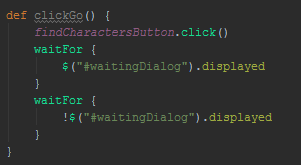 def clickGo() {
    findCharactersButton.click()
    waitFor {
        $("#waitingDialog").displayed
    }
    waitFor {
        !$("#waitingDialog").displayed
    }
}